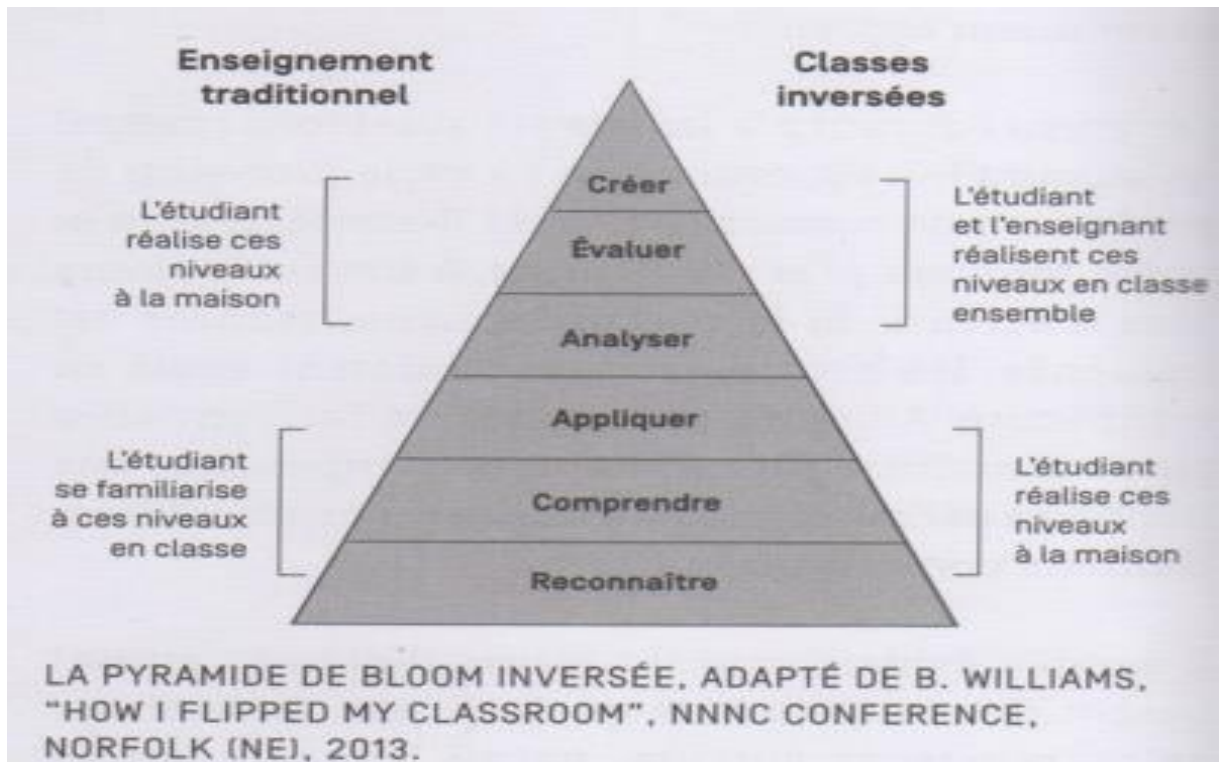 Enseignement
traditionnel
Classes
inversées
L'étudiant
réalise ces
niveaux
à la maison
L'étudiant
se familiarise
à ces niveaux
en classe
Créer
Évaluer
Analyser
Appliquer
Comprendre
Reconnaître
L'étudiant
et l'enseignant
réalisent ces
niveaux en classe
ensemble
L'étudiant
réalise ces
niveaux
à la maison
LA PYRAMIDE DE BLOOM INVERSÉE, ADAPTÉ DE B. WILLIAMS,
"HOW I FLIPPED MY CLASSROOM", NNNC CONFERENCE,
NORFOLK (NE), 2013.